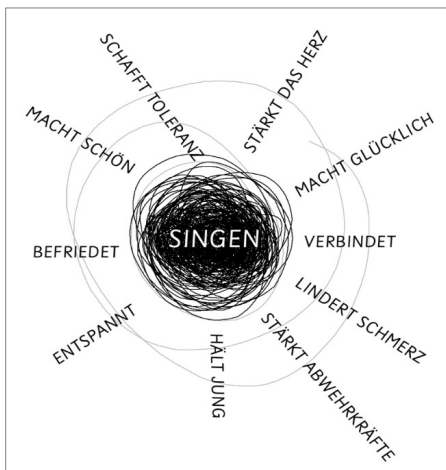 SCHAFFT TOLERANZ
STÄRKT DAS HERZ
MACHT SCHÖN
MACHT GLÜCKLICH
SINGEN
BEFRIEDET
VERBINDET
LINDERT SCHMERZ
ENTSPANNT
STÄRKT ABWEHRKRÄFTE
HÄLT JUNG